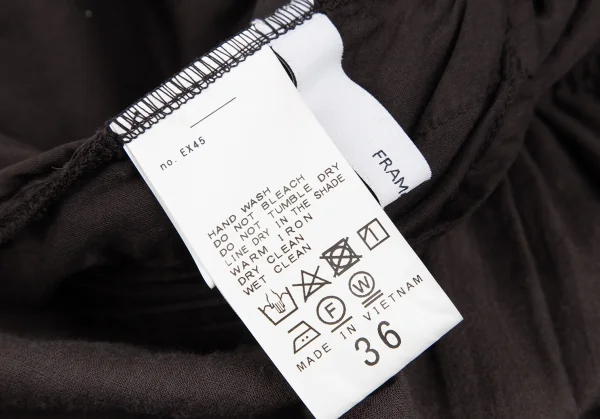 no. EX45
HAND WASH
DO NOT BLEACH
DO NOT TUMBLE DRY
LINE DRY IN THE SHADE
WARM IRON
DRY CLEAN
WET CLEAN
F W
MADE IN VIETNAM
36
FRAM